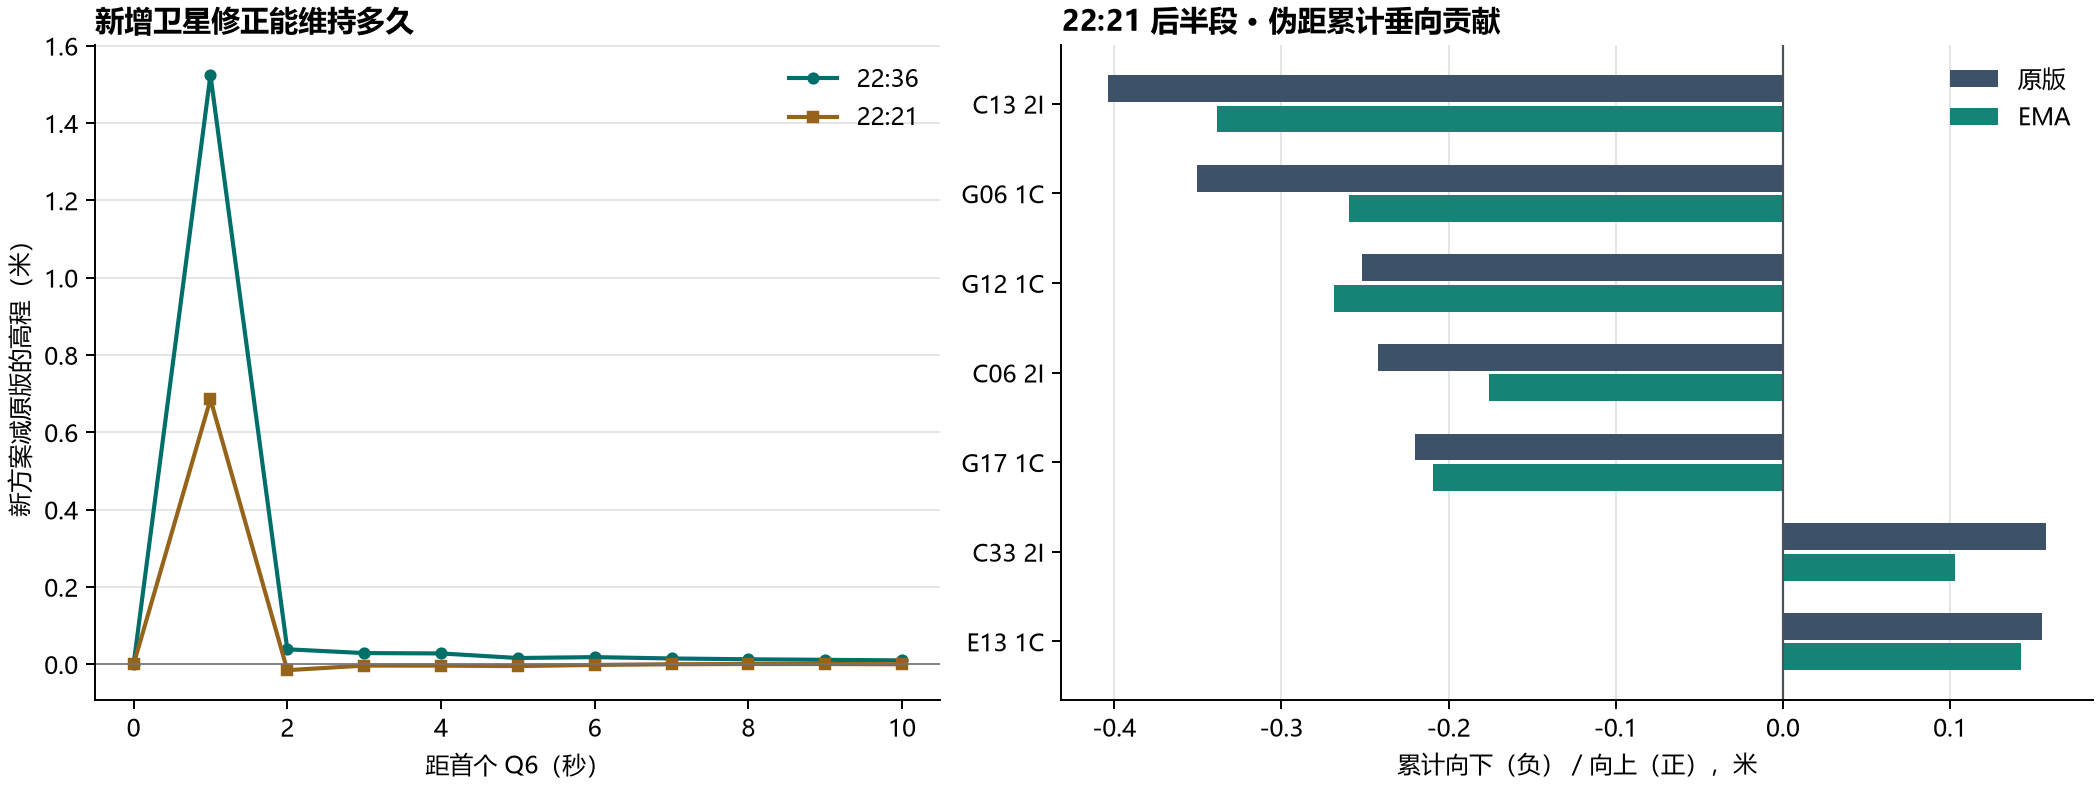 新增卫星修正能维持多久
新方案减原版的高程（米）
1.6
1.4
1.2
1.0
0.8
0.6
0.4
0.2
0.0
0
2
4
6
8
10
距首个 Q6（秒）
22:36
22:21
22:21 后半段 · 伪距累计垂向贡献
C13 2I
G06 1C
G12 1C
C06 2I
G17 1C
C33 2I
E13 1C
-0.4
-0.3
-0.2
-0.1
0.0
0.1
累计向下（负） / 向上（正），米
原版
EMA